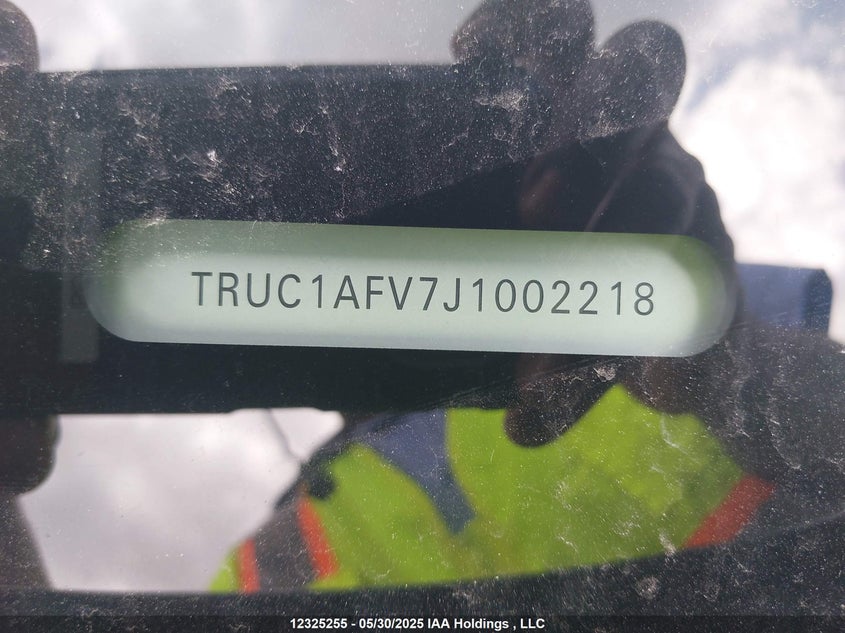 TRUC1AFV7J1002218
12325255 - 05/30/2025 IAA Holdings , LLC